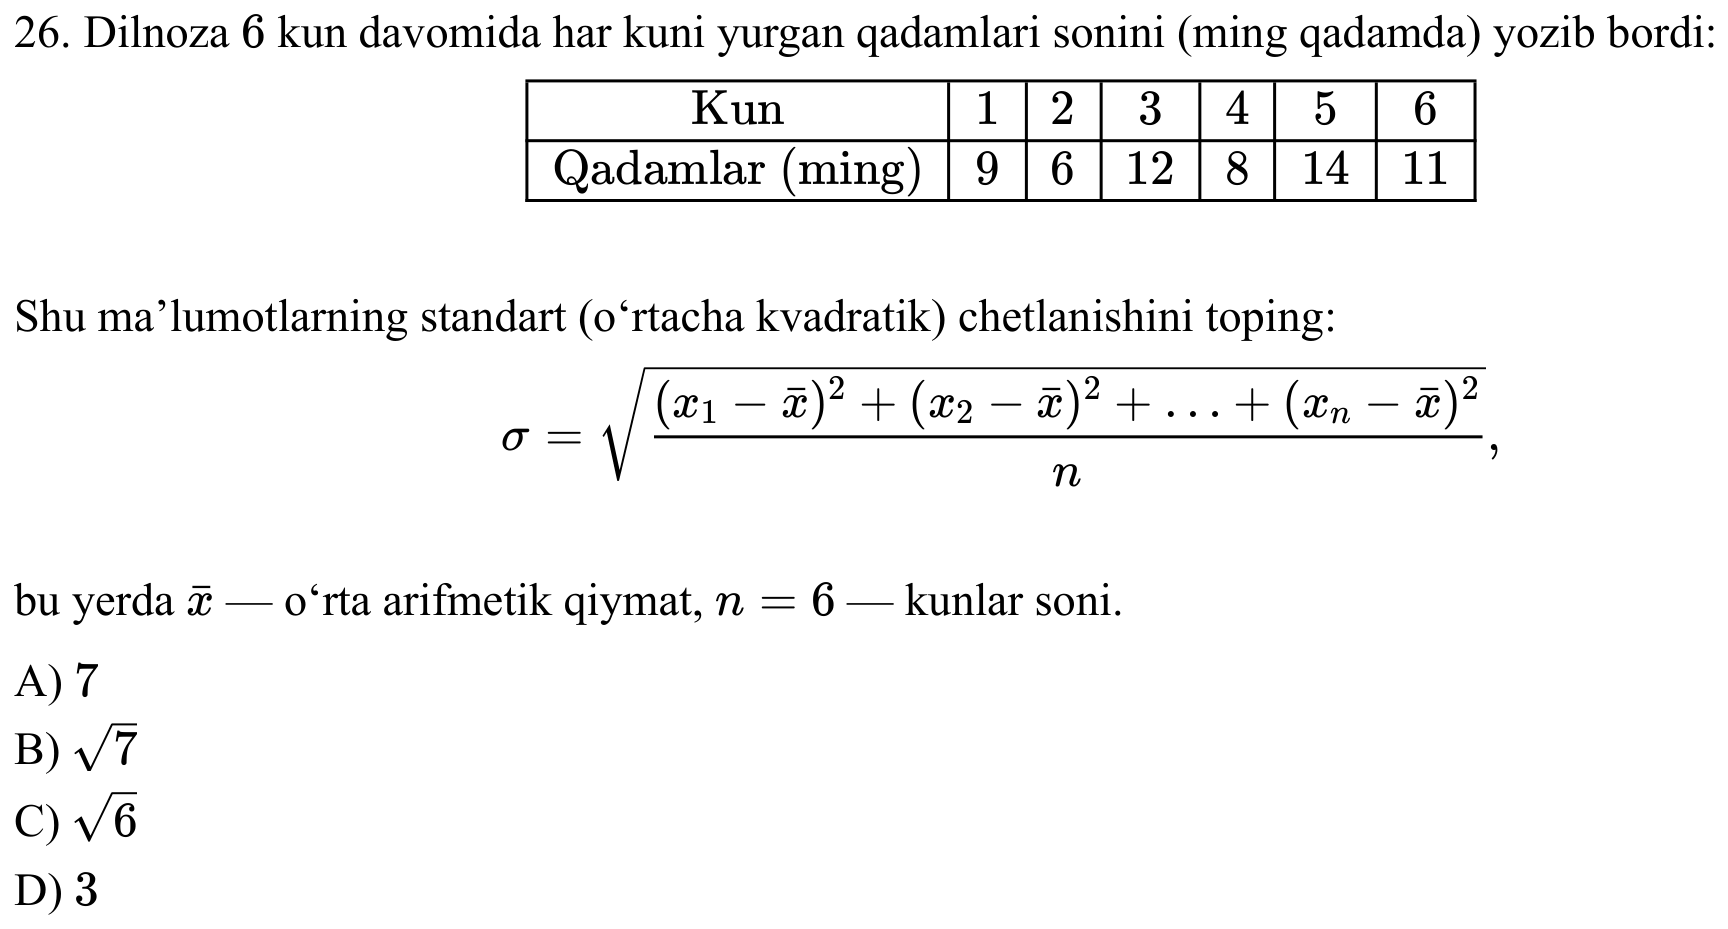 26. Dilnoza 6 kun davomida har kuni yurgan qadamlari sonini (ming qadamda) yozib bordi:
Kun 1 2 3 4 5 6
Qadamlar (ming) 9 6 12 8 14 11
Shu ma’lumotlarning standart (o‘rtacha kvadratik) chetlanishini toping:
σ = √(((x₁ − x̄)² + (x₂ − x̄)² + . . . + (xₙ − x̄)²) / n),
bu yerda x̄ — o‘rta arifmetik qiymat, n = 6 — kunlar soni.
A) 7
B) √7
C) √6
D) 3